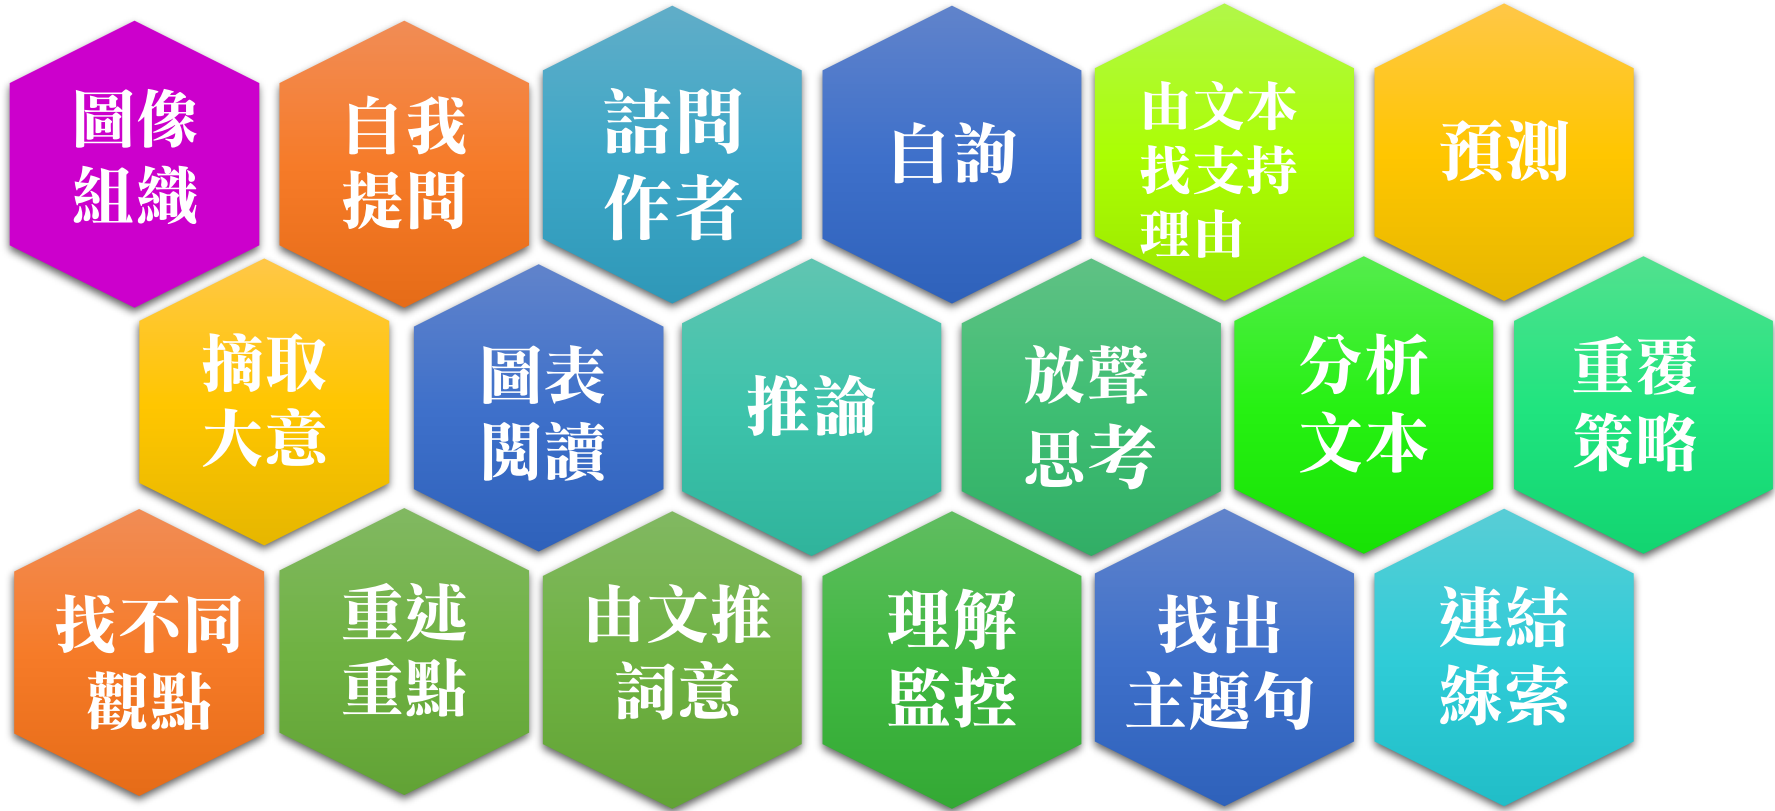 圖像
組織
自我
提問
詰問
作者
自詢
由文本
找支持
理由
預測
摘取
大意
圖表
閱讀
推論
放聲
思考
分析
文本
重覆
策略
找不同
觀點
重述
重點
由文推
詞意
理解
監控
找出
主題句
連結
線索